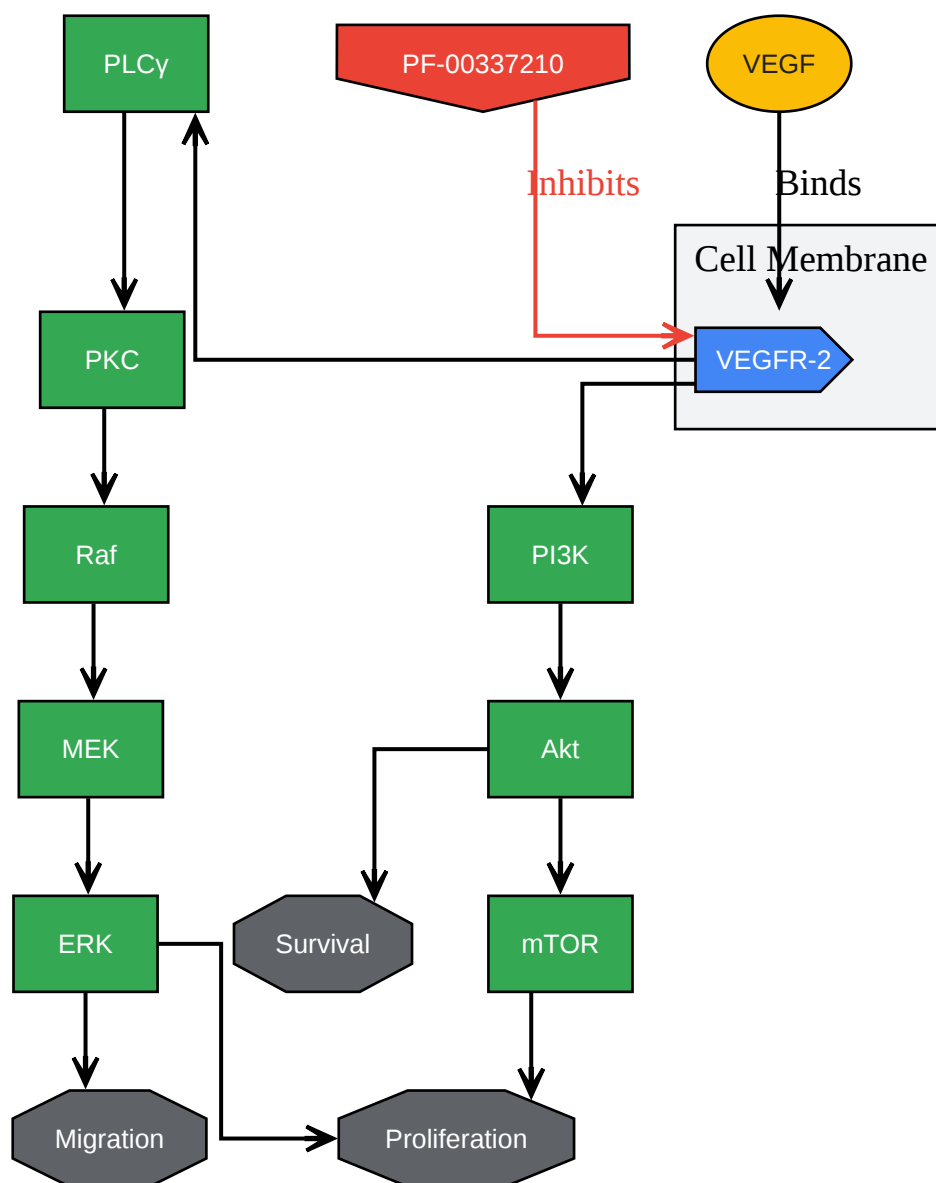 PLCγ
PF-00337210
VEGF
Inhibits
Binds
Cell Membrane
PKC
VEGFR-2
Raf
PI3K
MEK
Akt
ERK
Survival
mTOR
Migration
Proliferation